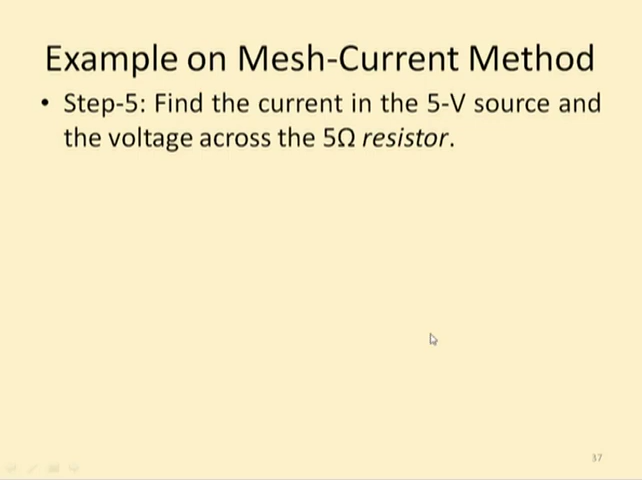 Example on Mesh-Current Method
• Step-5: Find the current in the 5-V source and
the voltage across the 5Ω resistor.
37